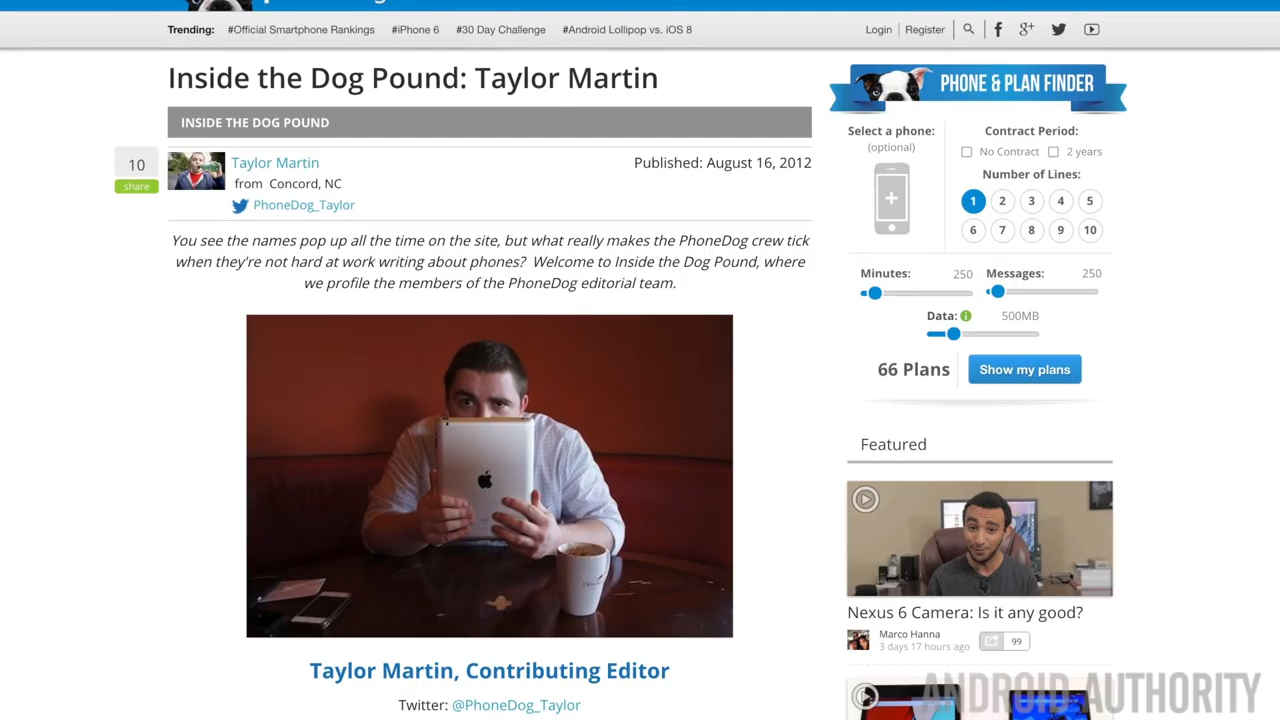 Trending: #Official Smartphone Rankings #iPhone 6 #30 Day Challenge #Android Lollipop vs. iOS 8
Login Register
Inside the Dog Pound: Taylor Martin
INSIDE THE DOG POUND
10
share
Taylor Martin
from Concord, NC
PhoneDog_Taylor
Published: August 16, 2012
You see the names pop up all the time on the site, but what really makes the PhoneDog crew tick
when they're not hard at work writing about phones? Welcome to Inside the Dog Pound, where
we profile the members of the PhoneDog editorial team.
Taylor Martin, Contributing Editor
Twitter: @PhoneDog_Taylor
PHONE & PLAN FINDER
Select a phone:
(optional)
Contract Period:
No Contract 2 years
Number of Lines:
1 2 3 4 5
6 7 8 9 10
Minutes: 250 Messages: 250
Data: 500MB
66 Plans Show my plans
Featured
Nexus 6 Camera: Is it any good?
Marco Hanna
3 days 17 hours ago
99
ANDROID AUTHORITY